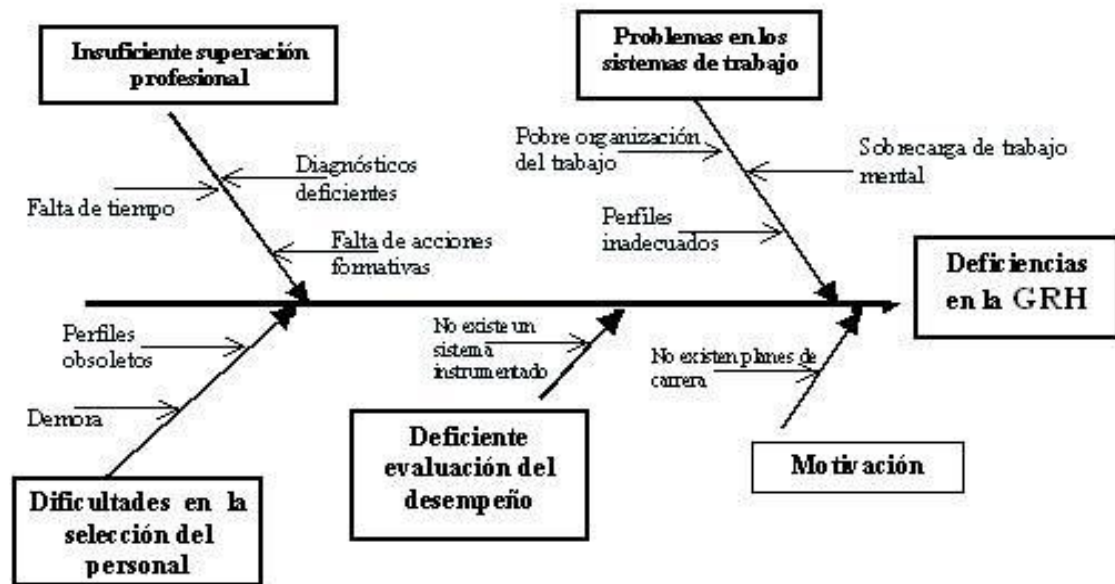 Insuficiente superación
profesional
Problemas en los
sistemas de trabajo
Pobre organización
del trabajo
Sobrecarga de trabajo
mental
Diagnósticos
deficientes
Falta de tiempo
Perfiles
inadecuados
Falta de acciones
formativas
Deficiencias
en la GRH
Perfiles
obsoletos
No existe un
sistema
instrumentado
No existen planes de
carrera
Demora
Deficiente
evaluación del
desempeño
Motivación
Dificultades en la
selección del
personal